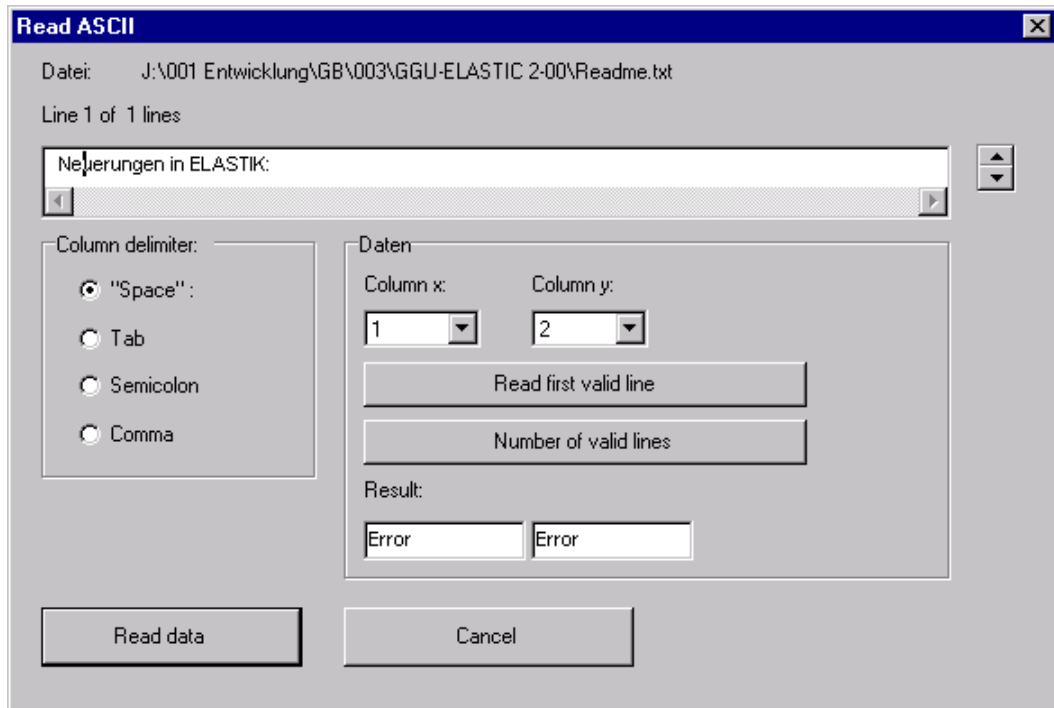 Read ASCII
Datei: J:\001 Entwicklung\GB\003\GGU-ELASTIC 2-00\Readme.txt
Line 1 of 1 lines
Neuerungen in ELASTIK:
Column delimiter:
"Space" :
Tab
Semicolon
Comma
Daten
Column x: Column y:
1 2
Read first valid line
Number of valid lines
Result:
Error Error
Read data Cancel